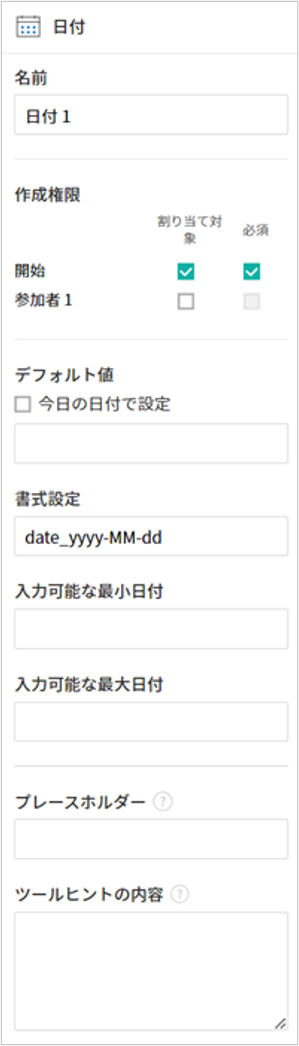 日付
名前
日付 1
作成権限
割り当て対
象
必須
開始
参加者 1
デフォルト値
今日の日付で設定
書式設定
date_yyyy-MM-dd
入力可能な最小日付
入力可能な最大日付
プレースホルダー ?
ツールヒントの内容 ?